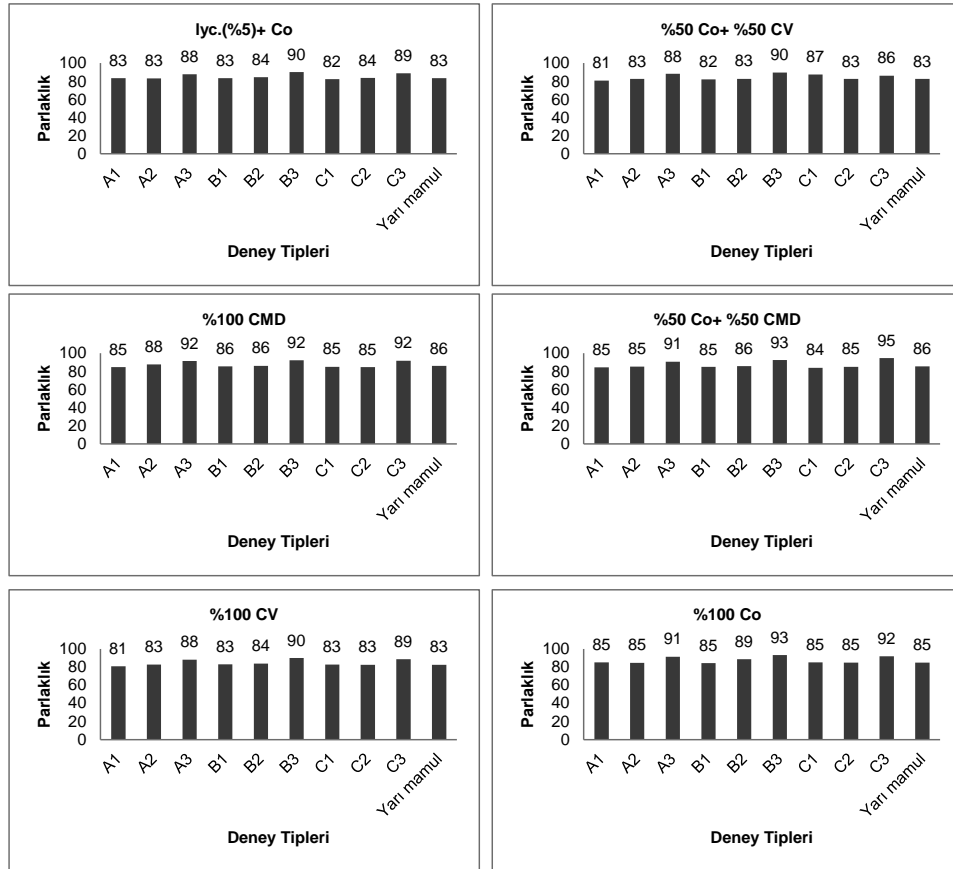 lyc.(%5)+ Co
83 83 88 83 84 90 82 84 89 83
Parlaklık
100
80
60
40
20
0
A1 A2 A3 B1 B2 B3 C1 C2 C3 Yarı mamul
Deney Tipleri
%50 Co+ %50 CV
81 83 88 82 83 90 87 83 86 83
Parlaklık
100
80
60
40
20
0
A1 A2 A3 B1 B2 B3 C1 C2 C3 Yarı mamul
Deney Tipleri
%100 CMD
85 88 92 86 86 92 85 85 92 86
Parlaklık
100
80
60
40
20
0
A1 A2 A3 B1 B2 B3 C1 C2 C3 Yarı mamul
Deney Tipleri
%50 Co+ %50 CMD
85 85 91 85 86 93 84 85 95 86
Parlaklık
100
80
60
40
20
0
A1 A2 A3 B1 B2 B3 C1 C2 C3 Yarı mamul
Deney Tipleri
%100 CV
81 83 88 83 84 90 83 83 89 83
Parlaklık
100
80
60
40
20
0
A1 A2 A3 B1 B2 B3 C1 C2 C3 Yarı mamul
Deney Tipleri
%100 Co
85 85 91 85 89 93 85 85 92 85
Parlaklık
100
80
60
40
20
0
A1 A2 A3 B1 B2 B3 C1 C2 C3 Yarı mamul
Deney Tipleri